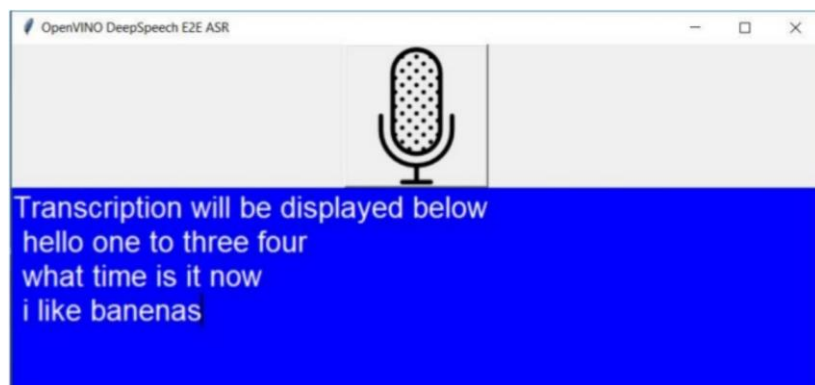 OpenVINO DeepSpeech E2E ASR
Transcription will be displayed below
hello one to three four
what time is it now
i like banenas